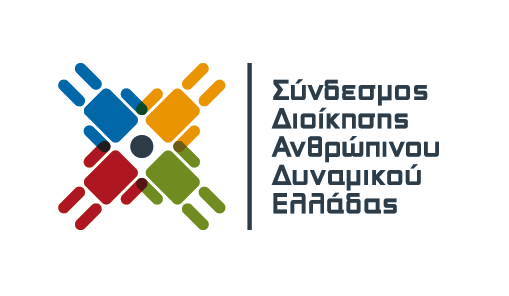 Σύνδεσμος
Διοίκησης
Ανθρώπινου
Δυναμικού
Ελλάδας